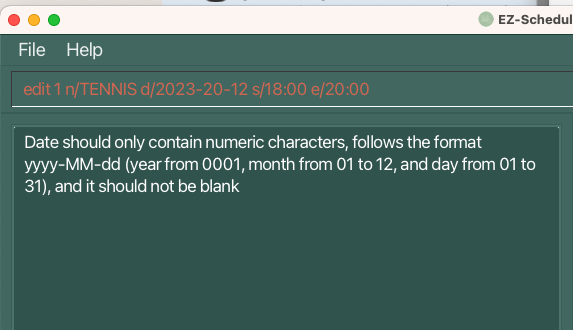 EZ-Schedul
File Help
edit 1 n/TENNIS d/2023-20-12 s/18:00 e/20:00
Date should only contain numeric characters, follows the format
yyyy-MM-dd (year from 0001, month from 01 to 12, and day from 01 to
31), and it should not be blank